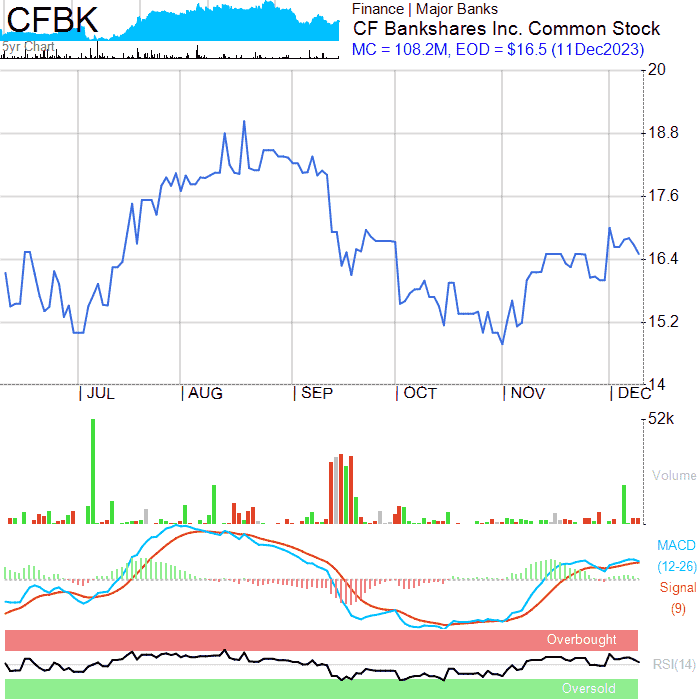 CFBK
5yr Chart
Finance | Major Banks
CF Bankshares Inc. Common Stock
MC = 108.2M, EOD = $16.5 (11Dec2023)
20
18.8
17.6
16.4
15.2
14
JUL AUG SEP OCT NOV DEC
52k
Volume
MACD
(12-26)
Signal
(9)
Overbought
RSI(14)
Oversold